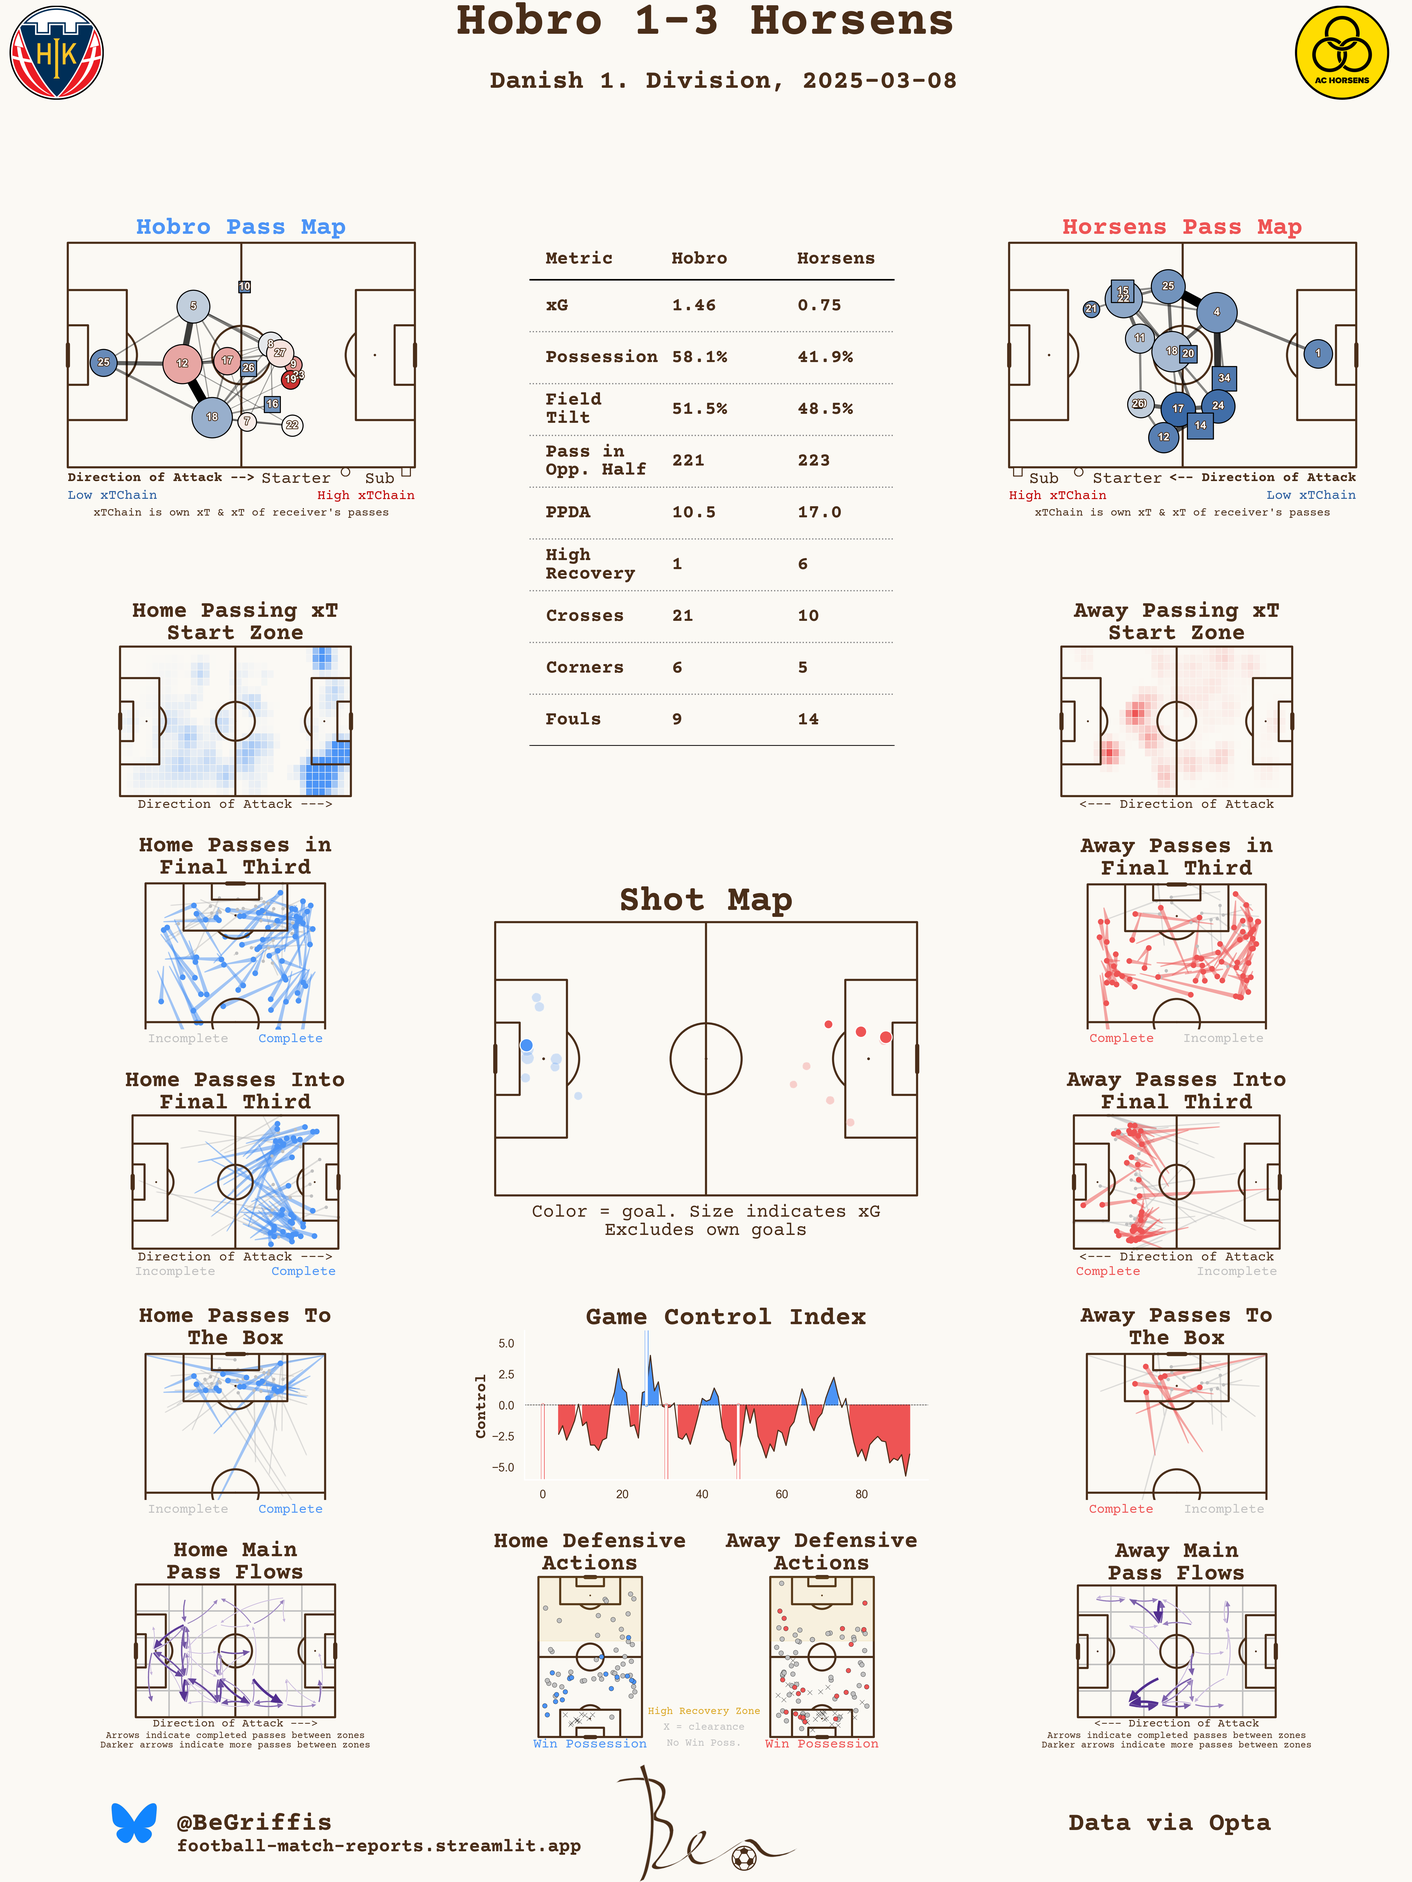 Hobro 1-3 Horsens
Danish 1. Division, 2025-03-08
HIK
AC HORSENS
Hobro Pass Map
10
5
8
27
25
12
17
26
9
23
19
16
18
7
22
Direction of Attack --> Starter Sub
Low xTChain High xTChain
xTChain is own xT & xT of receiver's passes
Metric Hobro Horsens
xG 1.46 0.75
Possession 58.1% 41.9%
Field
Tilt 51.5% 48.5%
Pass in
Opp. Half 221 223
PPDA 10.5 17.0
High
Recovery 1 6
Crosses 21 10
Corners 6 5
Fouls 9 14
Horsens Pass Map
15
22
25
21
4
11
18
20
1
34
26
17
24
14
12
Sub Starter <-- Direction of Attack
High xTChain Low xTChain
xTChain is own xT & xT of receiver's passes
Home Passing xT
Start Zone
Direction of Attack --->
Away Passing xT
Start Zone
<--- Direction of Attack
Home Passes in
Final Third
Incomplete Complete
Away Passes in
Final Third
Complete Incomplete
Shot Map
Color = goal. Size indicates xG
Excludes own goals
Home Passes Into
Final Third
Direction of Attack --->
Incomplete Complete
Away Passes Into
Final Third
<--- Direction of Attack
Complete Incomplete
Home Passes To
The Box
Incomplete Complete
Game Control Index
Control
5.0
2.5
0.0
−2.5
−5.0
0 20 40 60 80
Away Passes To
The Box
Complete Incomplete
Home Main
Pass Flows
Direction of Attack --->
Arrows indicate completed passes between zones
Darker arrows indicate more passes between zones
Home Defensive
Actions
Win Possession
Away Defensive
Actions
Win Possession
High Recovery Zone
X = clearance
No Win Poss.
Away Main
Pass Flows
<--- Direction of Attack
Arrows indicate completed passes between zones
Darker arrows indicate more passes between zones
@BeGriffis
football-match-reports.streamlit.app
Ben
Data via Opta